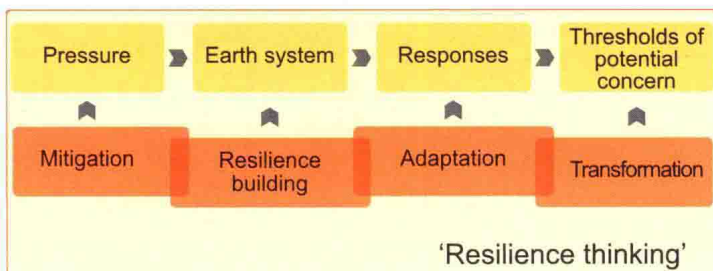 Pressure
Earth system
Responses
Thresholds of
potential
concern
Mitigation
Resilience
building
Adaptation
Transformation
‘Resilience thinking’